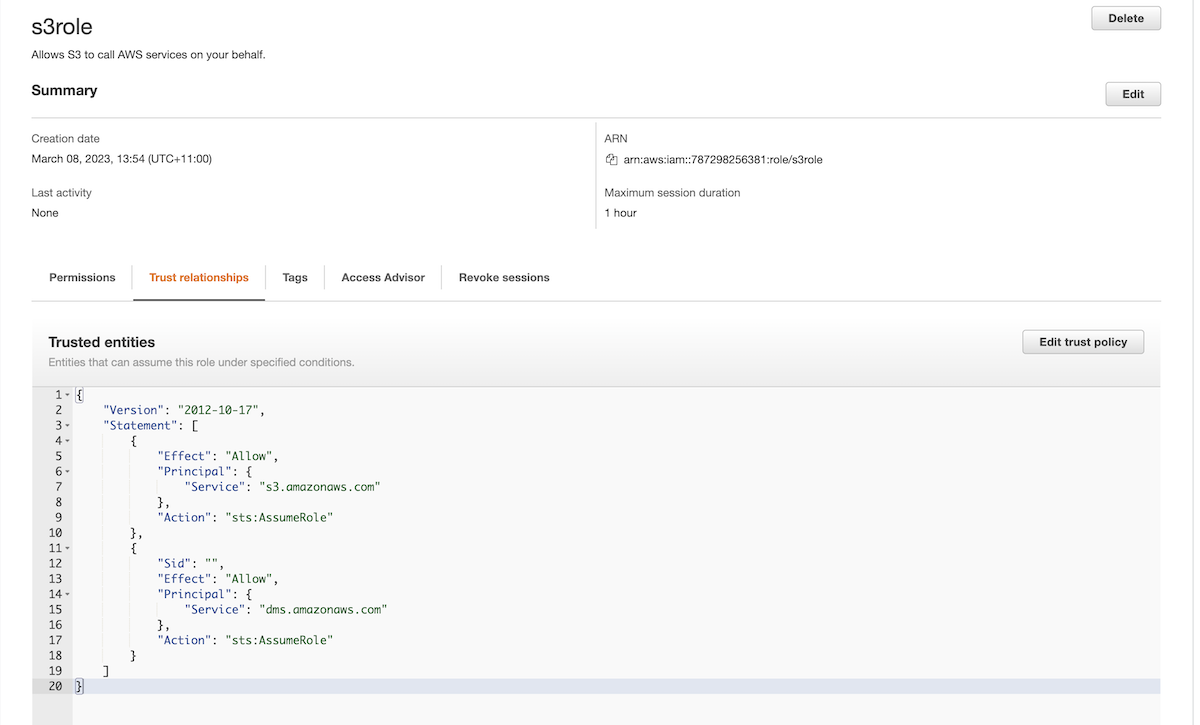 s3role
Delete
Allows S3 to call AWS services on your behalf.
Summary
Edit
Creation date
March 08, 2023, 13:54 (UTC+11:00)
ARN
arn:aws:iam::787298256381:role/s3role
Last activity
None
Maximum session duration
1 hour
Permissions
Trust relationships
Tags
Access Advisor
Revoke sessions
Trusted entities
Edit trust policy
Entities that can assume this role under specified conditions.
1 {
2 "Version": "2012-10-17",
3 "Statement": [
4 {
5 "Effect": "Allow",
6 "Principal": {
7 "Service": "s3.amazonaws.com"
8 },
9 "Action": "sts:AssumeRole"
10 },
11 {
12 "Sid": "",
13 "Effect": "Allow",
14 "Principal": {
15 "Service": "dms.amazonaws.com"
16 },
17 "Action": "sts:AssumeRole"
18 }
19 ]
20 }